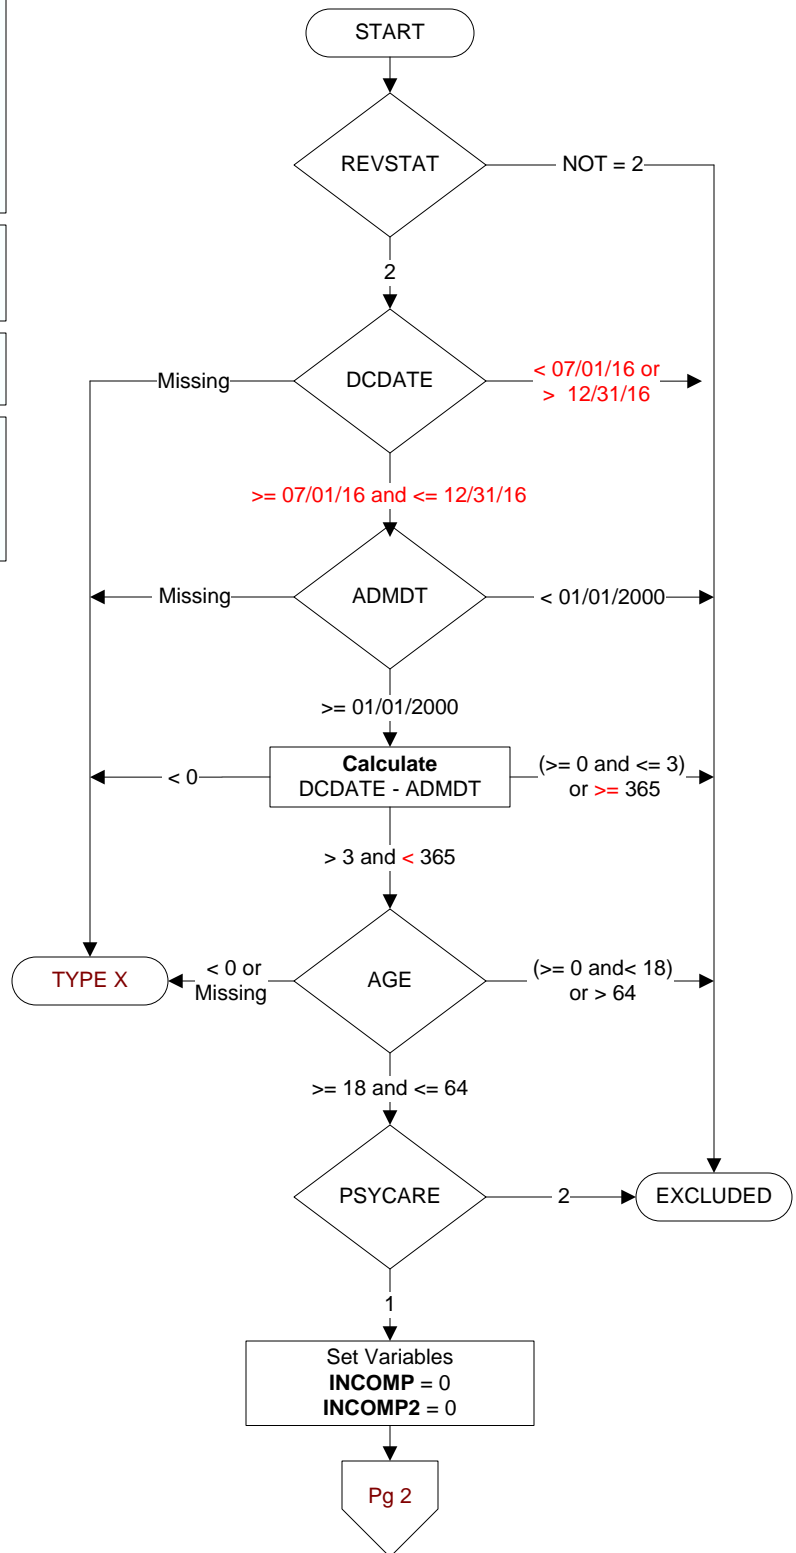 START
REVSTAT
NOT = 2
2
Missing
DCDATE
< 07/01/16 or
> 12/31/16
>= 07/01/16 and <= 12/31/16
Missing
ADMDT
< 01/01/2000
>= 01/01/2000
< 0
Calculate
DCDATE - ADMDT
(>= 0 and <= 3)
or >= 365
> 3 and < 365
TYPE X
< 0 or
Missing
AGE
(>= 0 and< 18)
or > 64
>= 18 and <= 64
PSYCARE
2
EXCLUDED
1
Set Variables
INCOMP = 0
INCOMP2 = 0
Pg 2